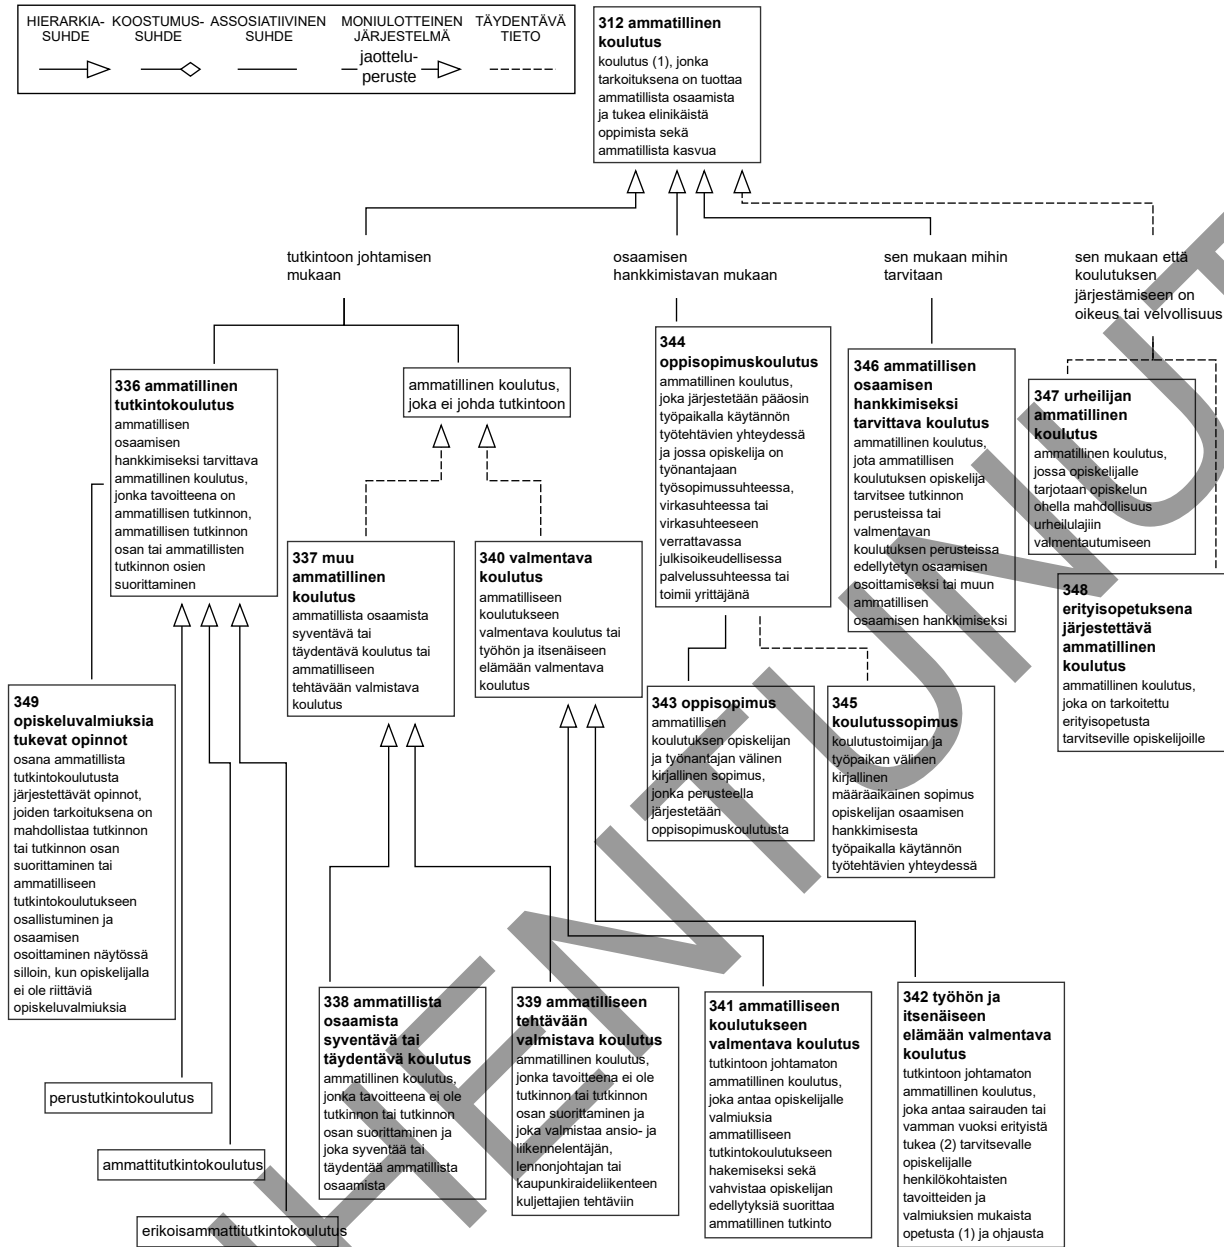 HIERARKIA-
SUHDE
KOOSTUMUS-
SUHDE
ASSOSIATIIVINEN
SUHDE
MONIULOTTEINEN
JÄRJESTELMÄ
TÄYDENTÄVÄ
TIETO
jaottelu-
peruste
312 ammatillinen
koulutus
koulutus (1), jonka
tarkoituksena on tuottaa
ammatillista osaamista
ja tukea elinikäistä
oppimista sekä
ammatillista kasvua
tutkintoon johtamisen
mukaan
osaamisen
hankkimistavan mukaan
sen mukaan mihin
tarvitaan
sen mukaan että
koulutuksen
järjestämiseen on
oikeus tai velvollisuus
336 ammatillinen
tutkintokoulutus
ammatillisen
osaamisen
hankkimiseksi tarvittava
ammatillinen koulutus,
jonka tavoitteena on
ammatillisen tutkinnon,
ammatillisen tutkinnon
osan tai ammatillisten
tutkinnon osien
suorittaminen
ammatillinen koulutus,
joka ei johda tutkintoon
344
oppisopimuskoulutus
ammatillinen koulutus,
joka järjestetään pääosin
työpaikalla käytännön
työtehtävien yhteydessä
ja jossa opiskelija on
työnantajaan
työsopimussuhteessa,
virkasuhteessa tai
virkasuhteeseen
verrattavassa
julkisoikeudellisessa
palvelussuhteessa tai
toimii yrittäjänä
346 ammatillisen
osaamisen
hankkimiseksi
tarvittava koulutus
ammatillinen koulutus,
jota ammatillisen
koulutuksen opiskelija
tarvitsee tutkinnon
perusteissa tai
valmentavan
koulutuksen perusteissa
edellytetyn osaamisen
osoittamiseksi tai muun
ammatillisen
osaamisen hankkimiseksi
347 urheilijan
ammatillinen
koulutus
ammatillinen koulutus,
jossa opiskelijalle
tarjotaan opiskelun
ohella mahdollisuus
urheilulajiin
valmentautumiseen
348
erityisopetuksena
järjestettävä
ammatillinen
koulutus
ammatillinen koulutus,
joka on tarkoitettu
erityisopetusta
tarvitseville opiskelijoille
337 muu
ammatillinen
koulutus
ammatillista osaamista
syventävä tai
täydentävä koulutus tai
ammatilliseen
tehtävään valmistava
koulutus
340 valmentava
koulutus
ammatilliseen
koulutukseen
valmentava koulutus tai
työhön ja itsenäiseen
elämään valmentava
koulutus
349
opiskeluvalmiuksia
tukevat opinnot
osana ammatillista
tutkintokoulutusta
järjestettävät opinnot,
joiden tarkoituksena on
mahdollistaa tutkinnon
tai tutkinnon osan
suorittaminen tai
ammatilliseen
tutkintokoulutukseen
osallistuminen ja
osaamisen
osoittaminen näytössä
silloin, kun opiskelijalla
ei ole riittäviä
opiskeluvalmiuksia
343 oppisopimus
ammatillisen
koulutuksen opiskelijan
ja työnantajan välinen
kirjallinen sopimus,
jonka perusteella
järjestetään
oppisopimuskoulutusta
345
koulutussopimus
koulutustoimijan ja
työpaikan välinen
kirjallinen
määräaikainen sopimus
opiskelijan osaamisen
hankkimisesta
työpaikalla käytännön
työtehtävien yhteydessä
338 ammatillista
osaamista
syventävä tai
täydentävä koulutus
ammatillinen koulutus,
jonka tavoitteena ei ole
tutkinnon tai tutkinnon
osan suorittaminen ja
joka syventää tai
täydentää ammatillista
osaamista
339 ammatilliseen
tehtävään
valmistava koulutus
ammatillinen koulutus,
jonka tavoitteena ei ole
tutkinnon tai tutkinnon
osan suorittaminen ja
joka valmistaa ansio- ja
liikennelentäjän,
lennonjohtajan tai
kaupunkiraideliikenteen
kuljettajien tehtäviin
341 ammatilliseen
koulutukseen
valmentava koulutus
tutkintoon johtamaton
ammatillinen koulutus,
joka antaa opiskelijalle
valmiuksia
ammatilliseen
tutkintokoulutukseen
hakemiseksi sekä
vahvistaa opiskelijan
edellytyksiä suorittaa
ammatillinen tutkinto
342 työhön ja
itsenäiseen
elämään valmentava
koulutus
tutkintoon johtamaton
ammatillinen koulutus,
joka antaa sairauden tai
vamman vuoksi erityistä
tukea (2) tarvitsevalle
opiskelijalle
henkilökohtaisten
tavoitteiden ja
valmiuksien mukaista
opetusta (1) ja ohjausta
perustutkintokoulutus
ammattitutkintokoulutus
erikoisammattitutkintokoulutus